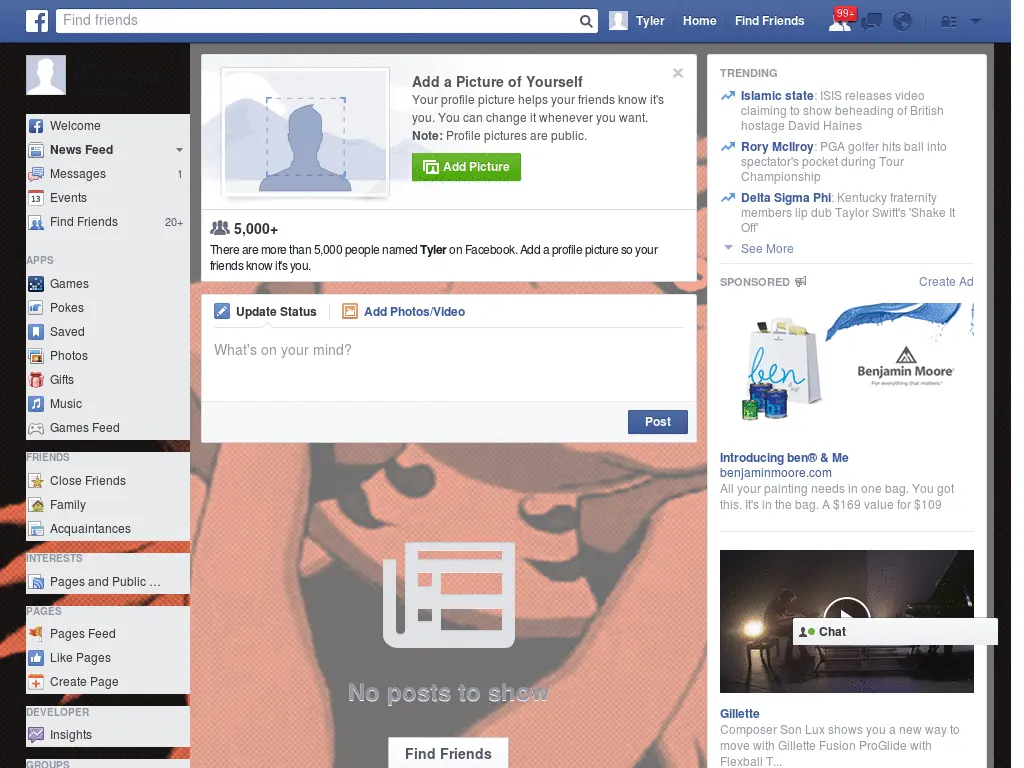 f
Find friends
Tyler
Home
Find Friends
99+
Welcome
News Feed
Messages 1
Events
Find Friends 20+
APPS
Games
Pokes
Saved
Photos
Gifts
Music
Games Feed
FRIENDS
Close Friends
Family
Acquaintances
INTERESTS
Pages and Public ...
PAGES
Pages Feed
Like Pages
Create Page
DEVELOPER
Insights
GROUPS
Add a Picture of Yourself
Your profile picture helps your friends know it's
you. You can change it whenever you want.
Note: Profile pictures are public.
Add Picture
5,000+
There are more than 5,000 people named Tyler on Facebook. Add a profile picture so your
friends know it's you.
Update Status
Add Photos/Video
What's on your mind?
Post
No posts to show
Find Friends
TRENDING
Islamic state: ISIS releases video
claiming to show beheading of British
hostage David Haines
Rory McIlroy: PGA golfer hits ball into
spectator's pocket during Tour
Championship
Delta Sigma Phi: Kentucky fraternity
members lip dub Taylor Swift's 'Shake It
Off'
See More
SPONSORED
Create Ad
ben
Benjamin Moore®
For everything that matters.™
Introducing ben® & Me
benjaminmoore.com
All your painting needs in one bag. You got
this. It's in the bag. A $169 value for $109
Chat
Gillette
Composer Son Lux shows you a new way to
move with Gillette Fusion ProGlide with
Flexball T...